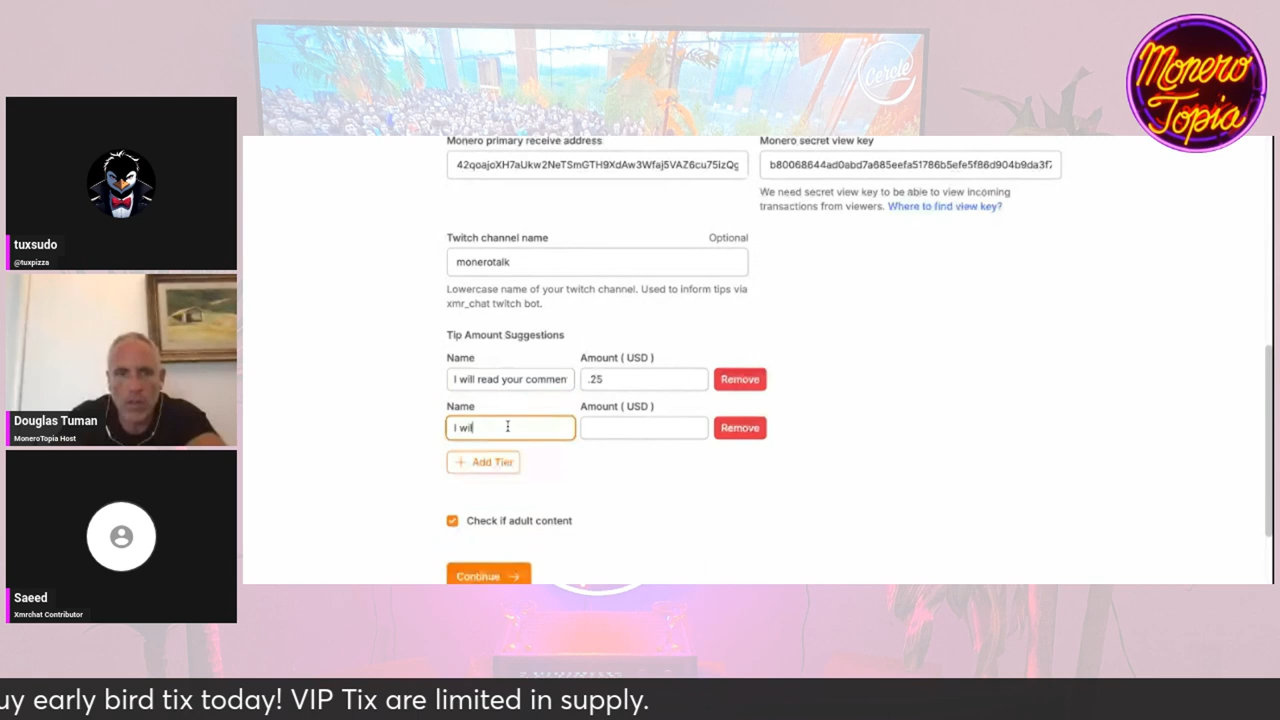 Cercle
Monero
Topia
tuxsudo
@tuxpizza
Douglas Tuman
MoneroTopia Host
Saeed
Xmrchat Contributor
Monero primary receive address
Monero secret view key
We need secret view key to be able to view incoming
transactions from viewers. Where to find view key?
Twitch channel name Optional
monerotalk
Lowercase name of your twitch channel. Used to inform tips via
xmr_chat twitch bot.
Tip Amount Suggestions
Name Amount ( USD )
I will read your commen .25 Remove
Name Amount ( USD )
I wil Remove
+ Add Tier
Check if adult content
Continue →
uy early bird tix today! VIP Tix are limited in supply.